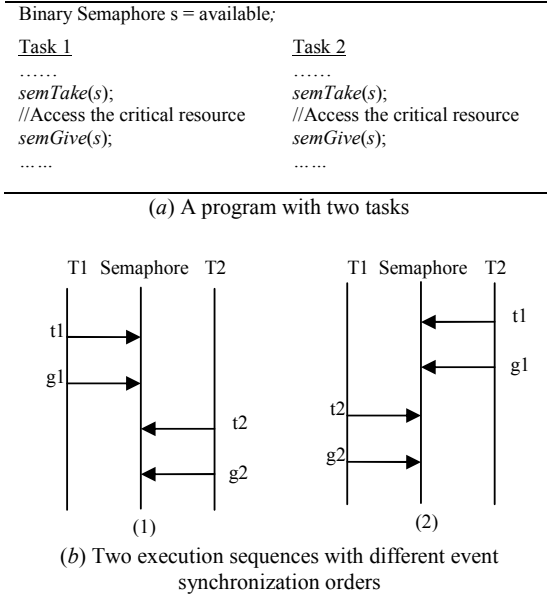 Binary Semaphore s = available;
Task 1 Task 2
…… ……
semTake(s); semTake(s);
//Access the critical resource //Access the critical resource
semGive(s); semGive(s);
…… ……
(a) A program with two tasks
T1 Semaphore T2 T1 Semaphore T2
t1 t1
g1 g1
t2 t2
g2 g2
(1) (2)
(b) Two execution sequences with different event
synchronization orders